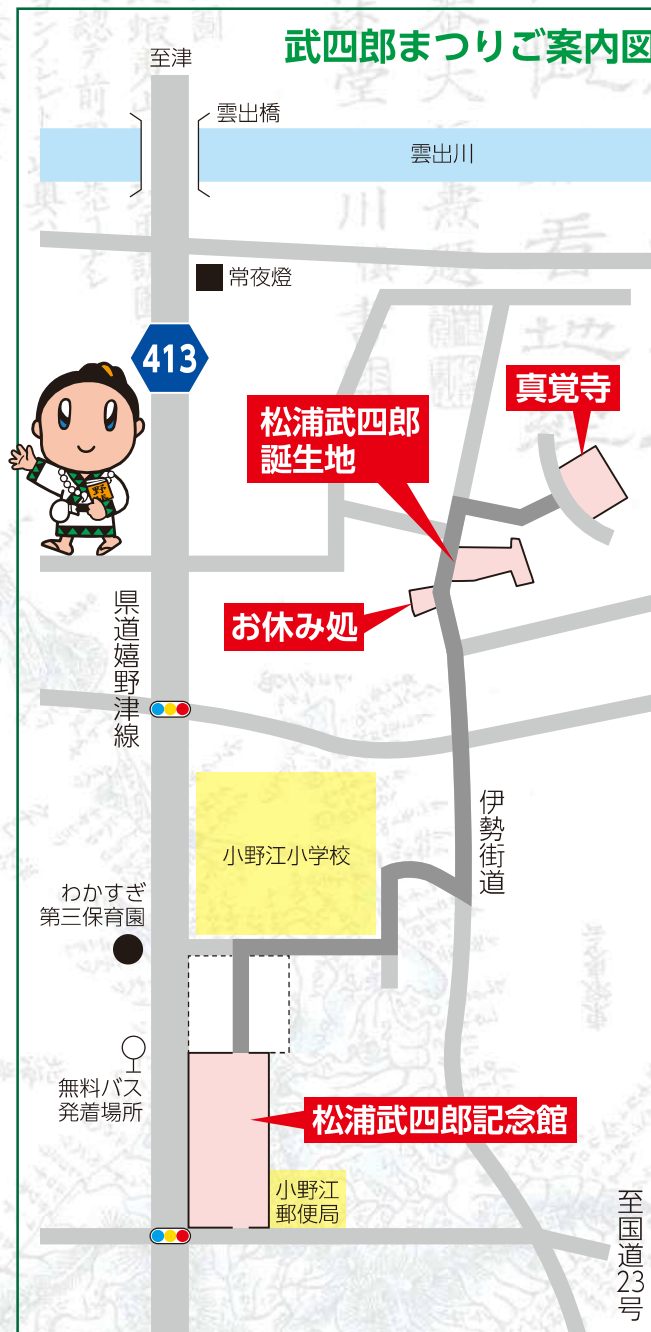 武四郎まつりご案内図
至津
雲出橋
雲出川
常夜燈
413
真覚寺
松浦武四郎
誕生地
野
お休み処
県道嬉野津線
小野江小学校
伊勢街道
わかすぎ
第三保育園
無料バス
発着場所
松浦武四郎記念館
小野江
郵便局
至国道23号